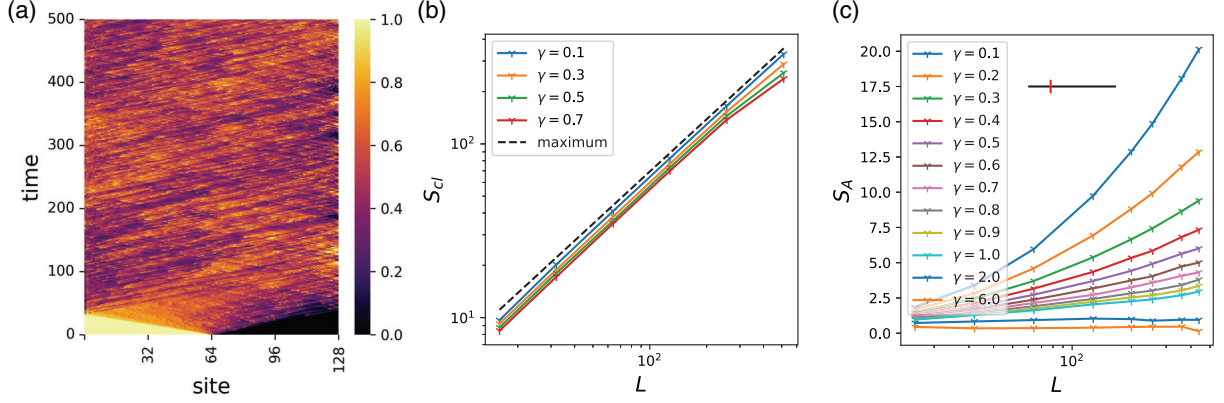 (a)
500
400
300
200
100
0
time
32
64
96
128
site
1.0
0.8
0.6
0.4
0.2
0.0
(b)
γ = 0.1
γ = 0.3
γ = 0.5
γ = 0.7
maximum
10²
10¹
S_cl
10²
L
(c)
20.0
17.5
15.0
12.5
10.0
7.5
5.0
2.5
0.0
S_A
γ = 0.1
γ = 0.2
γ = 0.3
γ = 0.4
γ = 0.5
γ = 0.6
γ = 0.7
γ = 0.8
γ = 0.9
γ = 1.0
γ = 2.0
γ = 6.0
10²
L